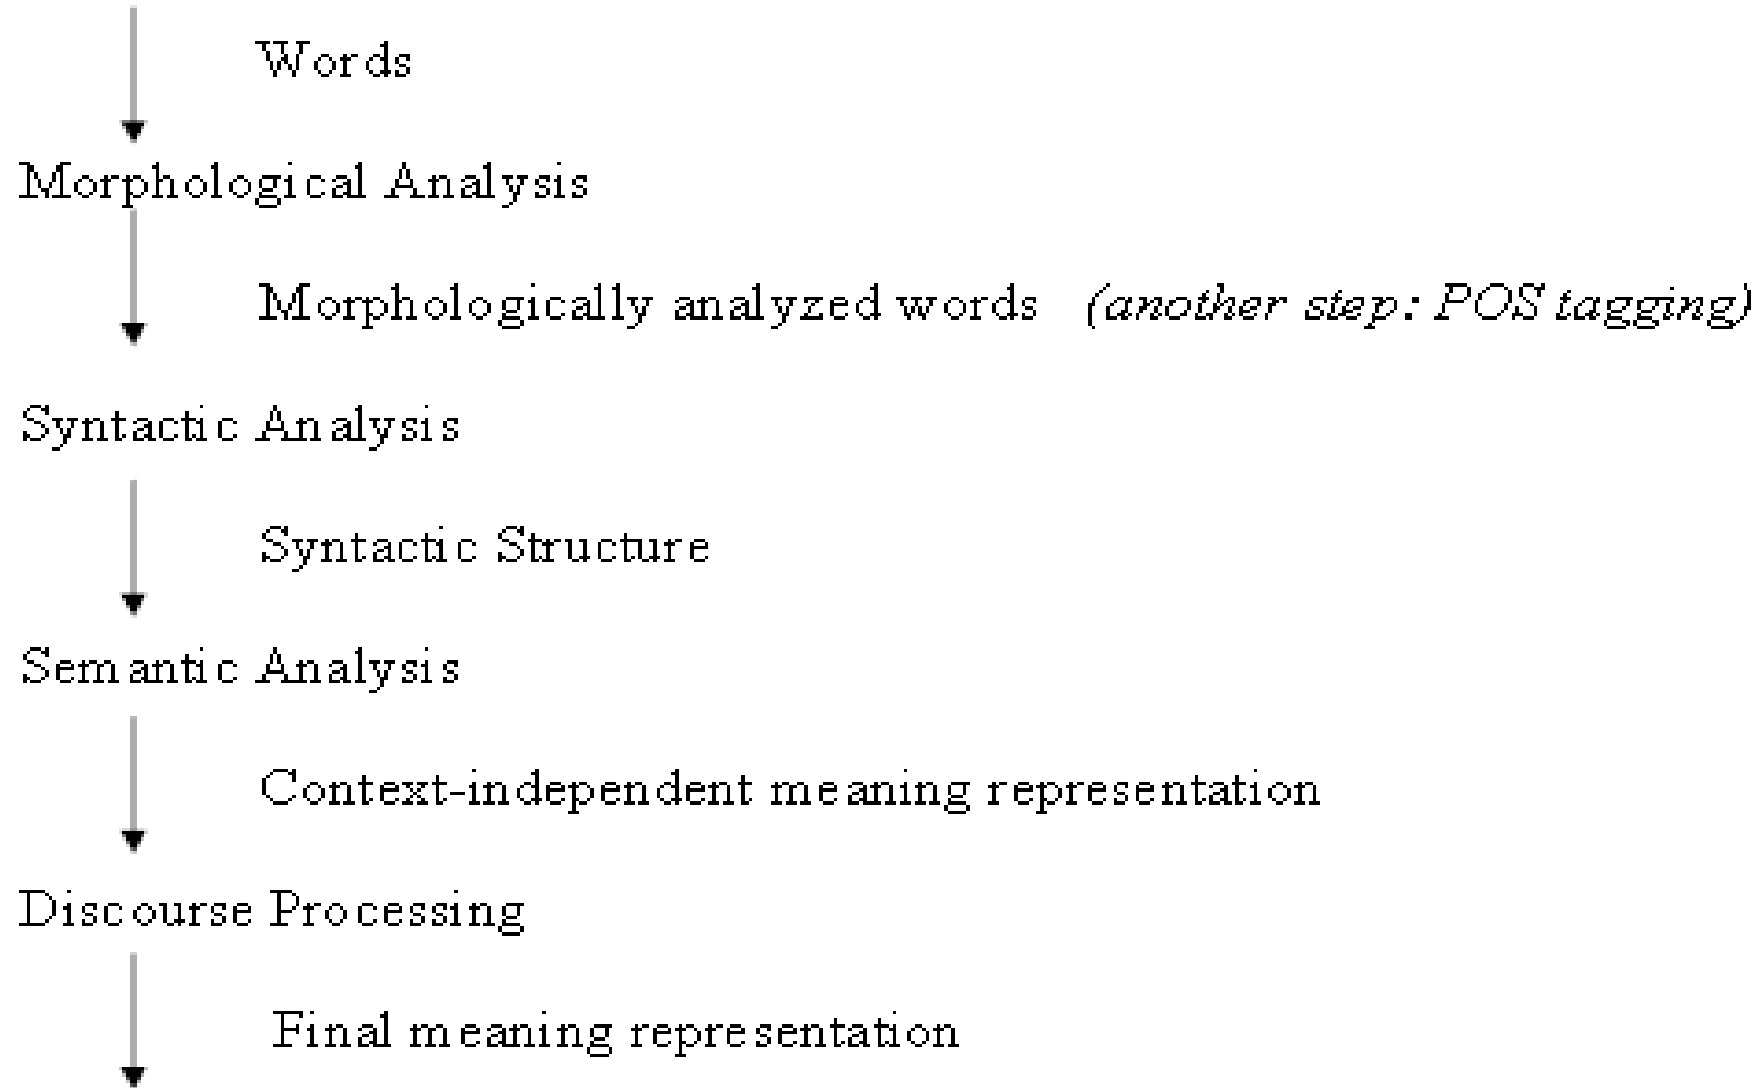 Words
Morphological Analysis
Morphologically analyzed words (another step: POS tagging)
Syntactic Analysis
Syntactic Structure
Semantic Analysis
Context-independent meaning representation
Discourse Processing
Final meaning representation